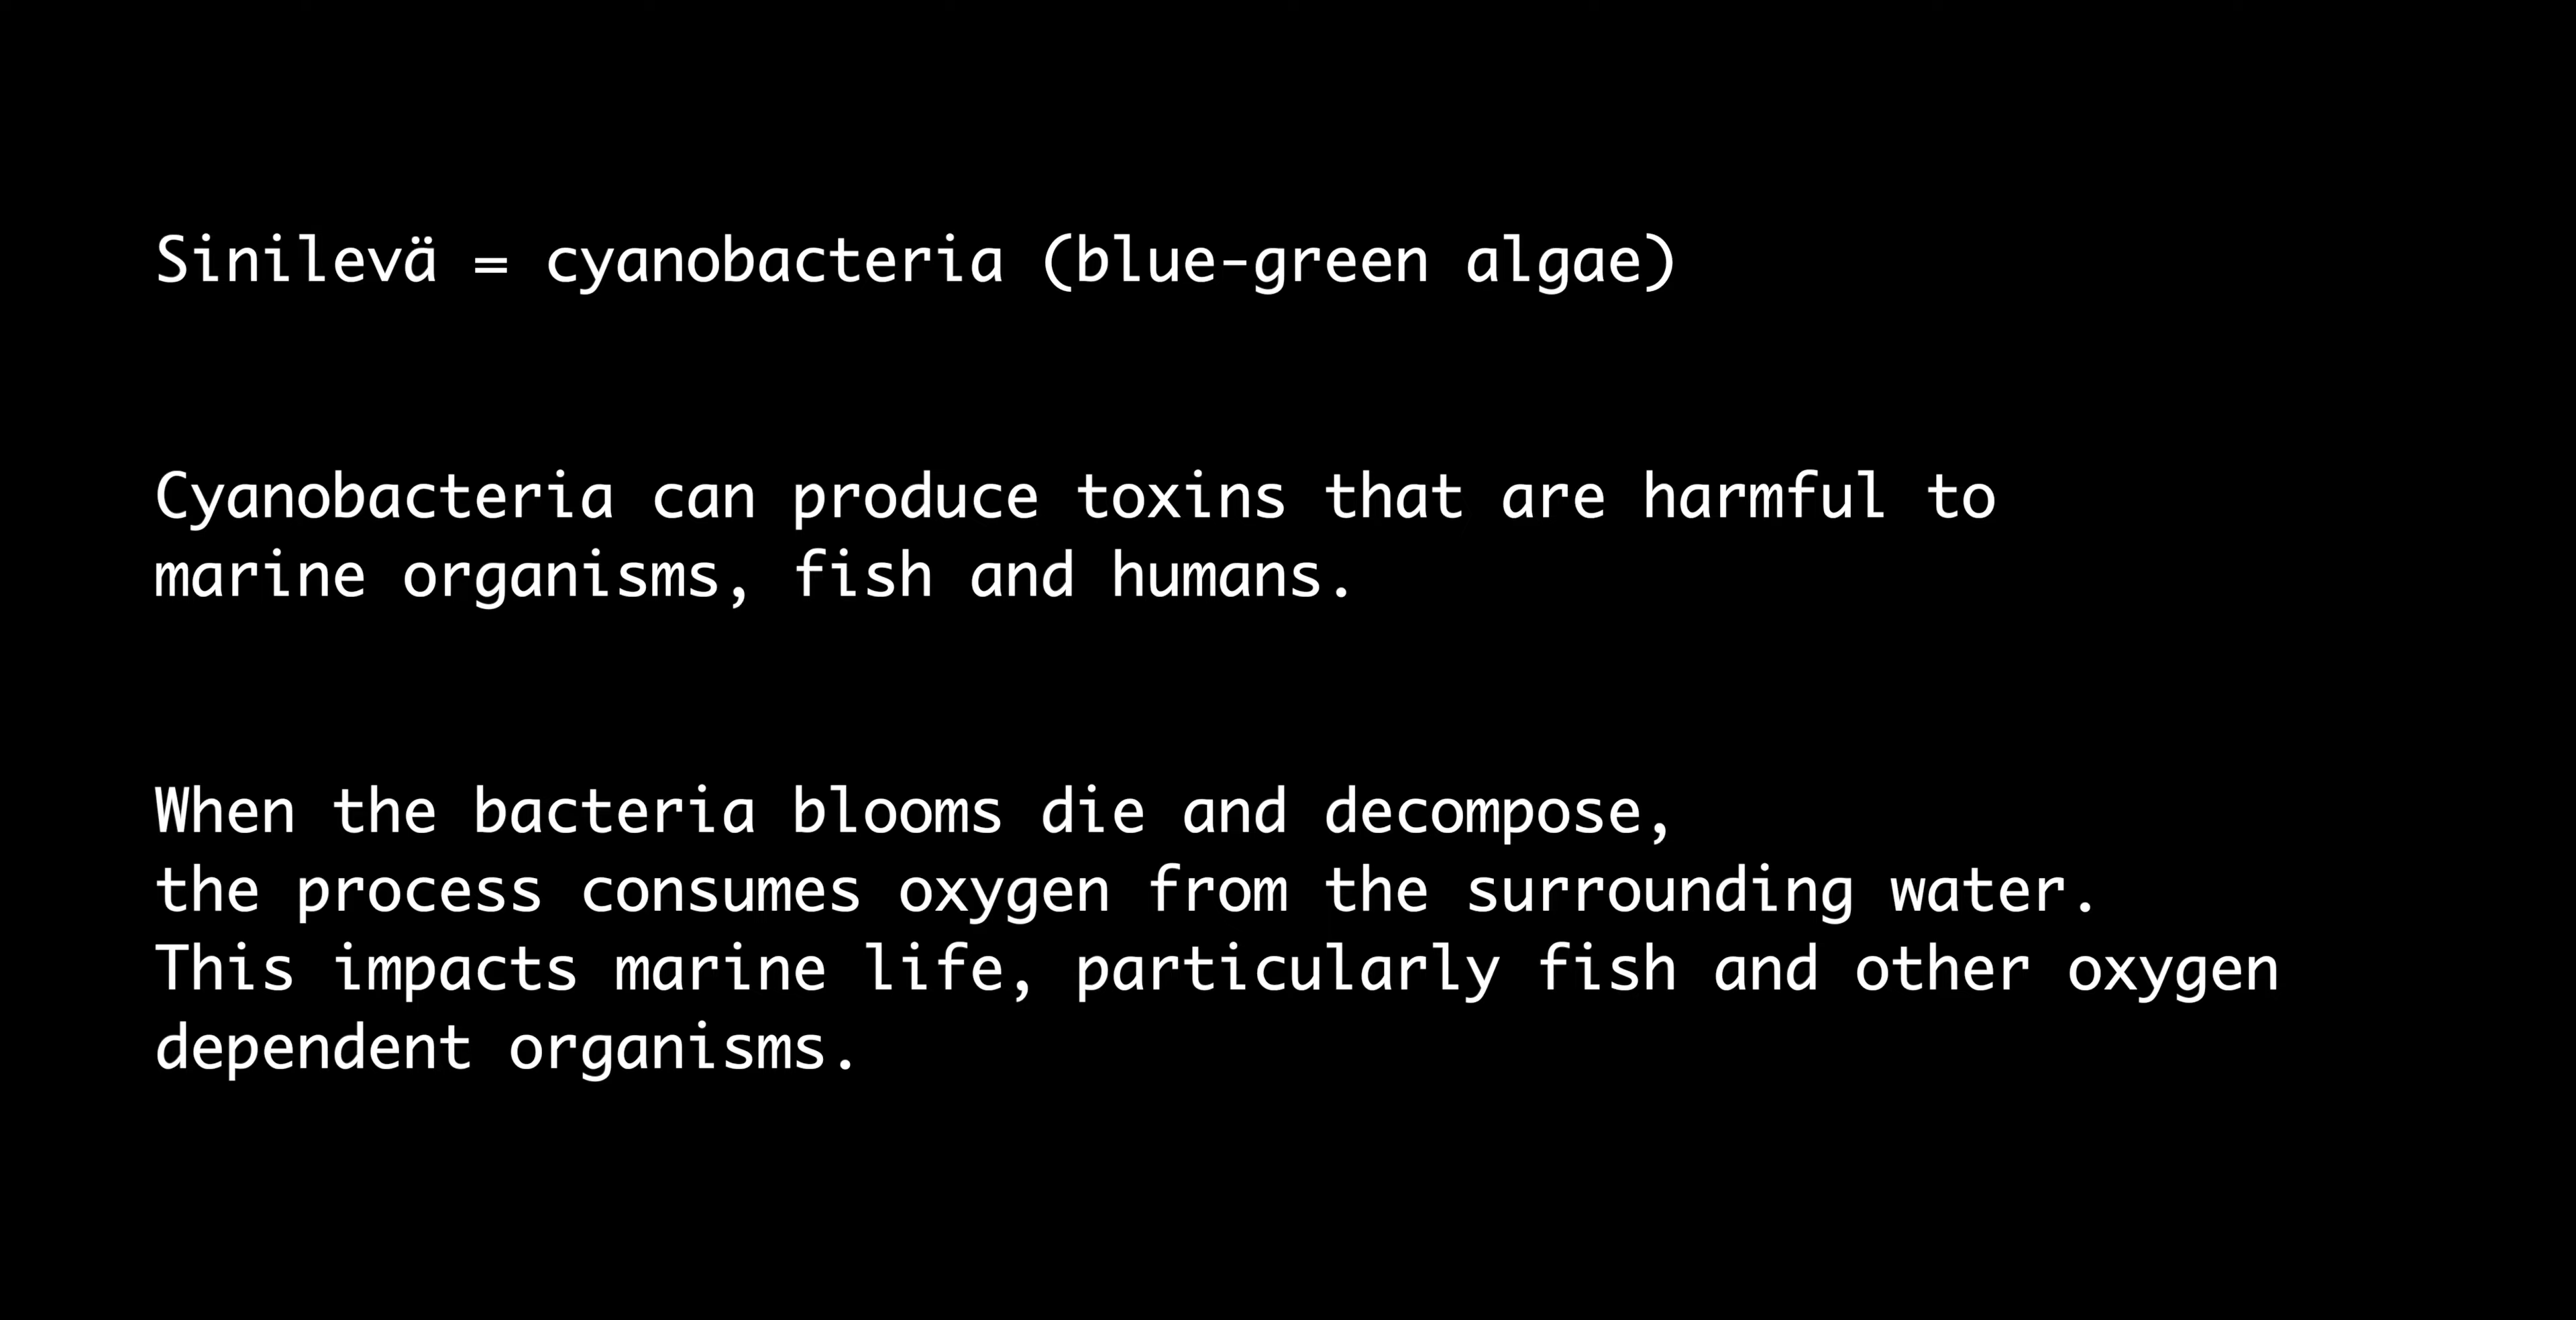 Sinilevä = cyanobacteria (blue-green algae)
Cyanobacteria can produce toxins that are harmful to
marine organisms, fish and humans.
When the bacteria blooms die and decompose,
the process consumes oxygen from the surrounding water.
This impacts marine life, particularly fish and other oxygen
dependent organisms.